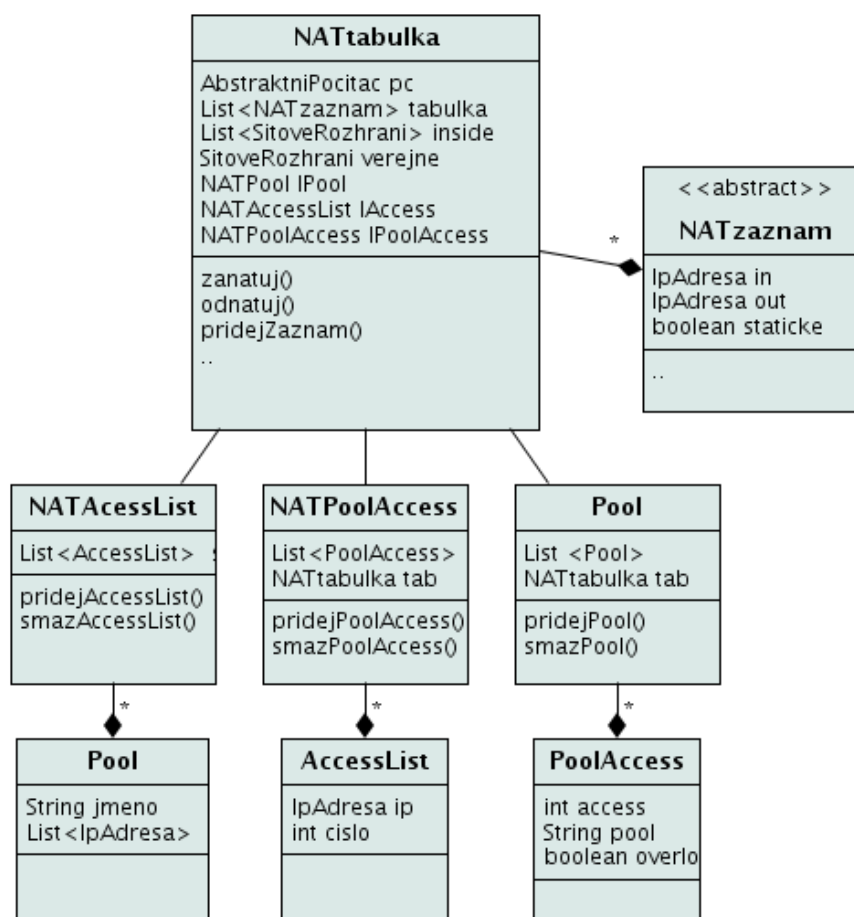 NATtabulka
AbstraktniPocitac pc
List<NATzaznam> tabulka
List<SitoveRozhrani> inside
SitoveRozhrani verejne
NATPool lPool
NATAccessList lAccess
NATPoolAccess lPoolAccess
zanatuj()
odnatuj()
pridejZaznam()
..
*
<<abstract>>
NATzaznam
IpAdresa in
IpAdresa out
boolean staticke
..
NATAcessList
List<AccessList>
pridejAccessList()
smazAccessList()
NATPoolAccess
List<PoolAccess>
NATtabulka tab
pridejPoolAccess()
smazPoolAccess()
Pool
List <Pool>
NATtabulka tab
pridejPool()
smazPool()
*
*
*
Pool
String jmeno
List<IpAdresa>
AccessList
IpAdresa ip
int cislo
PoolAccess
int access
String pool
boolean overlo